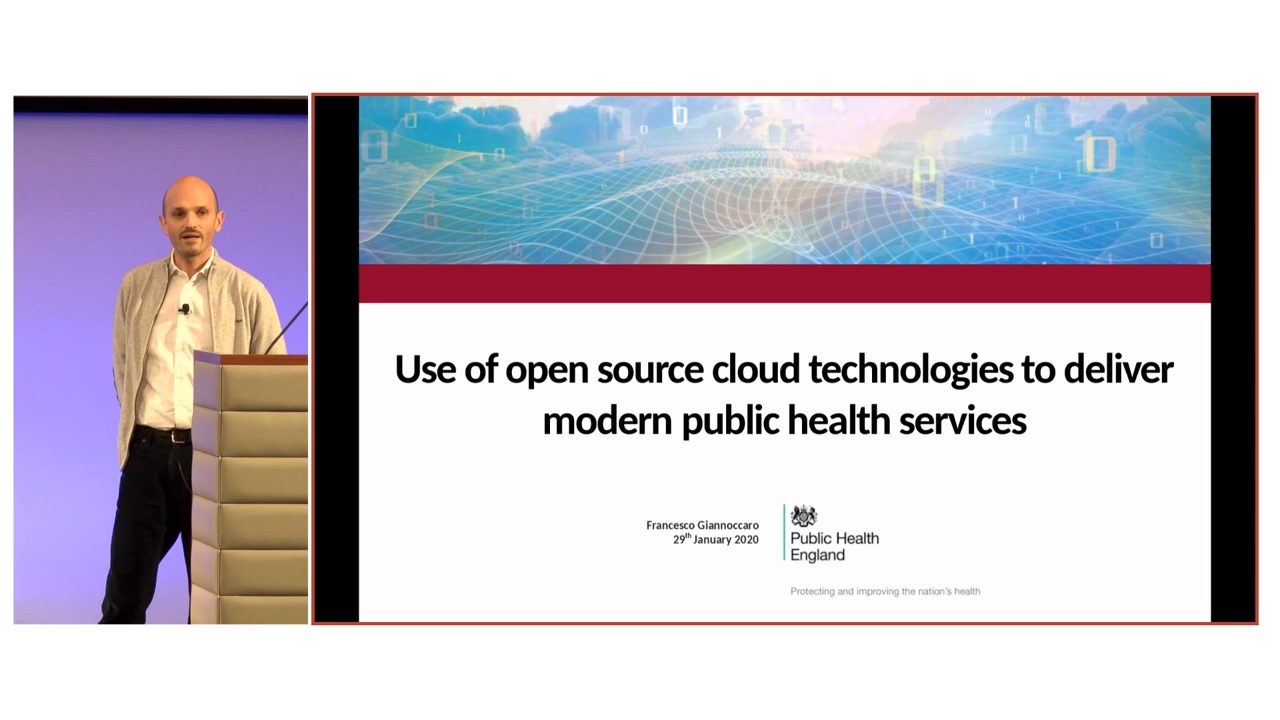 Use of open source cloud technologies to deliver
modern public health services
Francesco Giannoccaro
29th January 2020
Public Health
England
Protecting and improving the nation's health